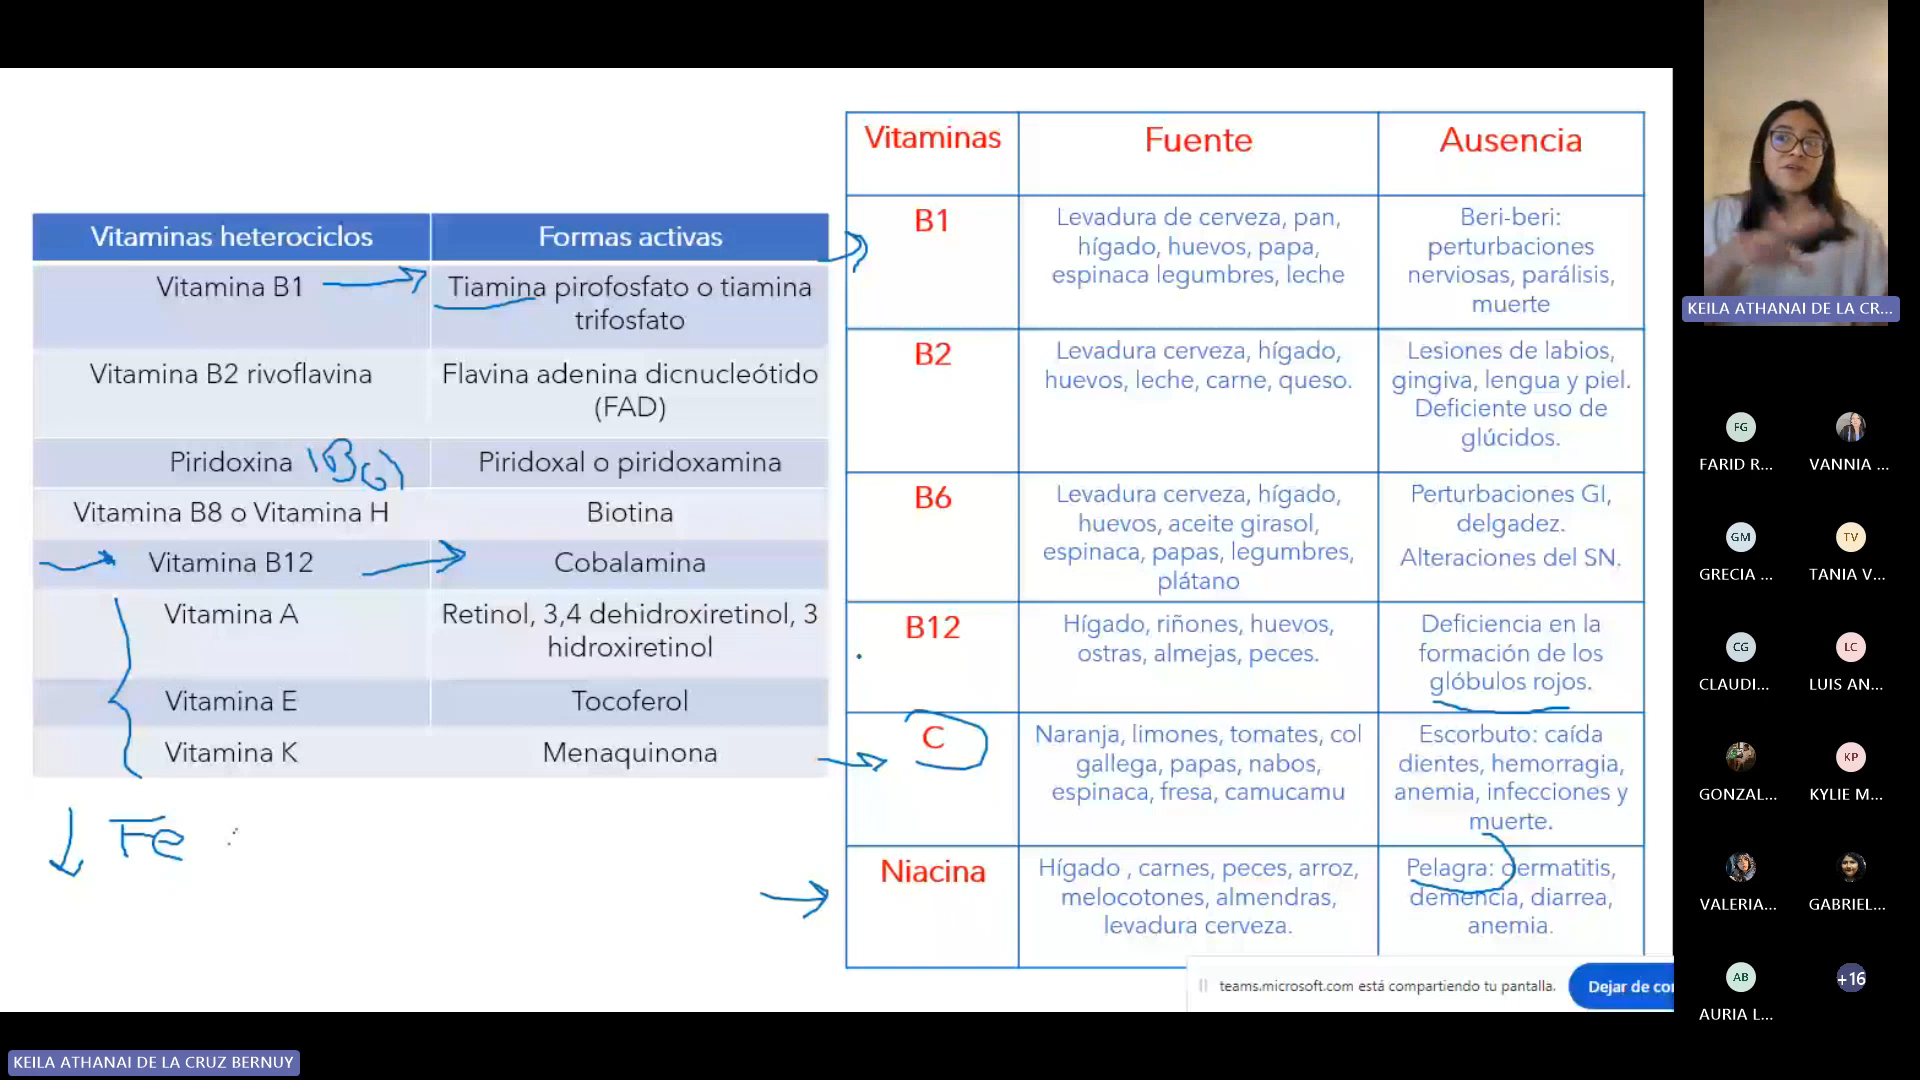 Vitaminas heterociclos
Formas activas
Vitamina B1
Tiamina pirofosfato o tiamina
trifosfato
Vitamina B2 rivoflavina
Flavina adenina dicnucleótido
(FAD)
Piridoxina (B6)
Piridoxal o piridoxamina
Vitamina B8 o Vitamina H
Biotina
Vitamina B12
Cobalamina
Vitamina A
Retinol, 3,4 dehidroxiretinol, 3
hidroxiretinol
Vitamina E
Tocoferol
Vitamina K
Menaquinona
↓ Fe
Vitaminas
Fuente
Ausencia
B1
Levadura de cerveza, pan,
hígado, huevos, papa,
espinaca legumbres, leche
Beri-beri:
perturbaciones
nerviosas, parálisis,
muerte
B2
Levadura cerveza, hígado,
huevos, leche, carne, queso.
Lesiones de labios,
gingiva, lengua y piel.
Deficiente uso de
glúcidos.
B6
Levadura cerveza, hígado,
huevos, aceite girasol,
espinaca, papas, legumbres,
plátano
Perturbaciones GI,
delgadez.
Alteraciones del SN.
B12
Hígado, riñones, huevos,
ostras, almejas, peces.
Deficiencia en la
formación de los
glóbulos rojos.
C
Naranja, limones, tomates, col
gallega, papas, nabos,
espinaca, fresa, camucamu
Escorbuto: caída
dientes, hemorragia,
anemia, infecciones y
muerte.
Niacina
Hígado , carnes, peces, arroz,
melocotones, almendras,
levadura cerveza.
Pelagra: dermatitis,
demencia, diarrea,
anemia.
teams.microsoft.com está compartiendo tu pantalla.
Dejar de co
KEILA ATHANAI DE LA CR...
FG
FARID R...
VANNIA ...
GM
GRECIA ...
TV
TANIA V...
CG
CLAUDI...
LC
LUIS AN...
GONZAL...
KP
KYLIE M...
VALERIA...
GABRIEL...
AB
AURIA L...
+16
KEILA ATHANAI DE LA CRUZ BERNUY